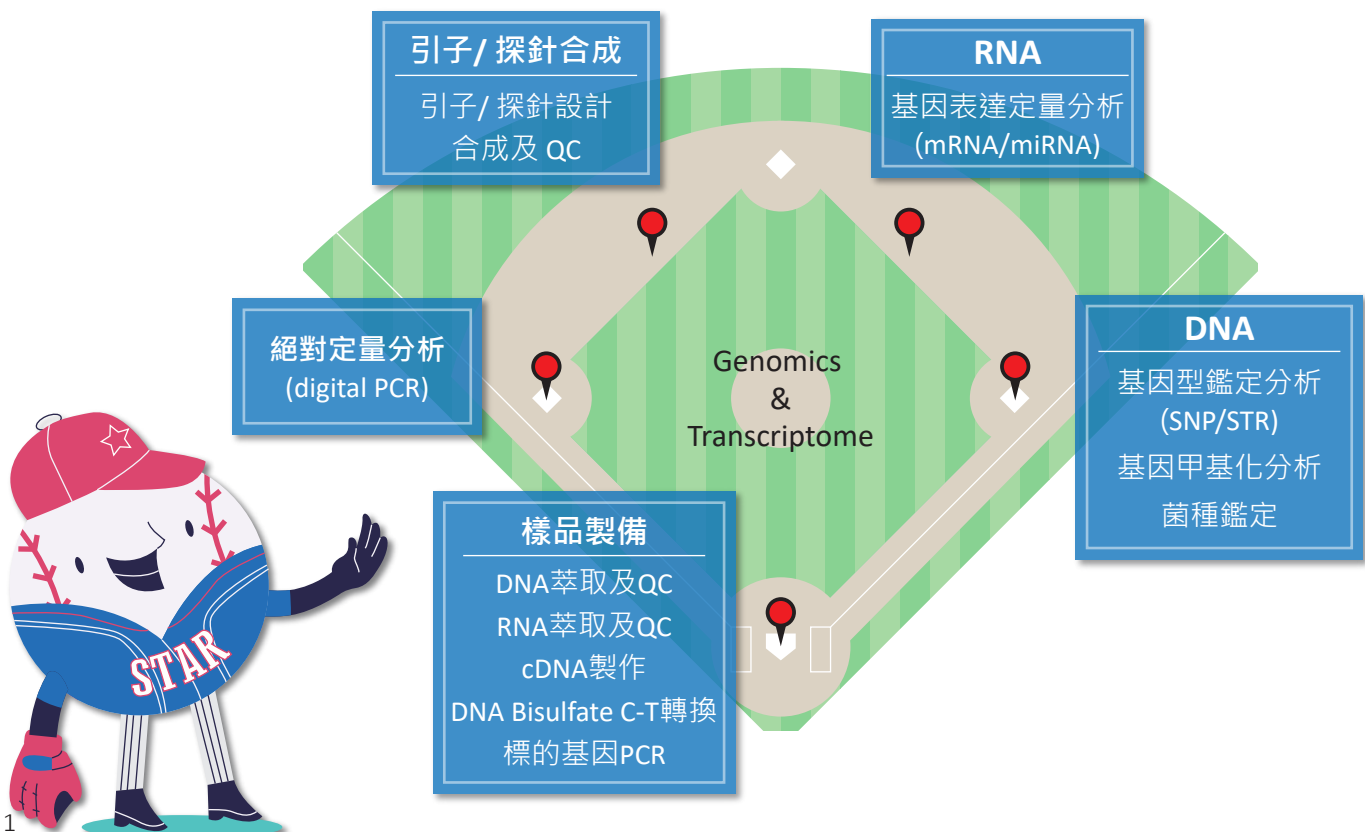 引子/ 探針合成
引子/ 探針設計
合成及 QC
RNA
基因表達定量分析
(mRNA/miRNA)
絕對定量分析
(digital PCR)
Genomics
&
Transcriptome
DNA
基因型鑑定分析
(SNP/STR)
基因甲基化分析
菌種鑑定
樣品製備
DNA萃取及QC
RNA萃取及QC
cDNA製作
DNA Bisulfate C-T轉換
標的基因PCR
STAR
1